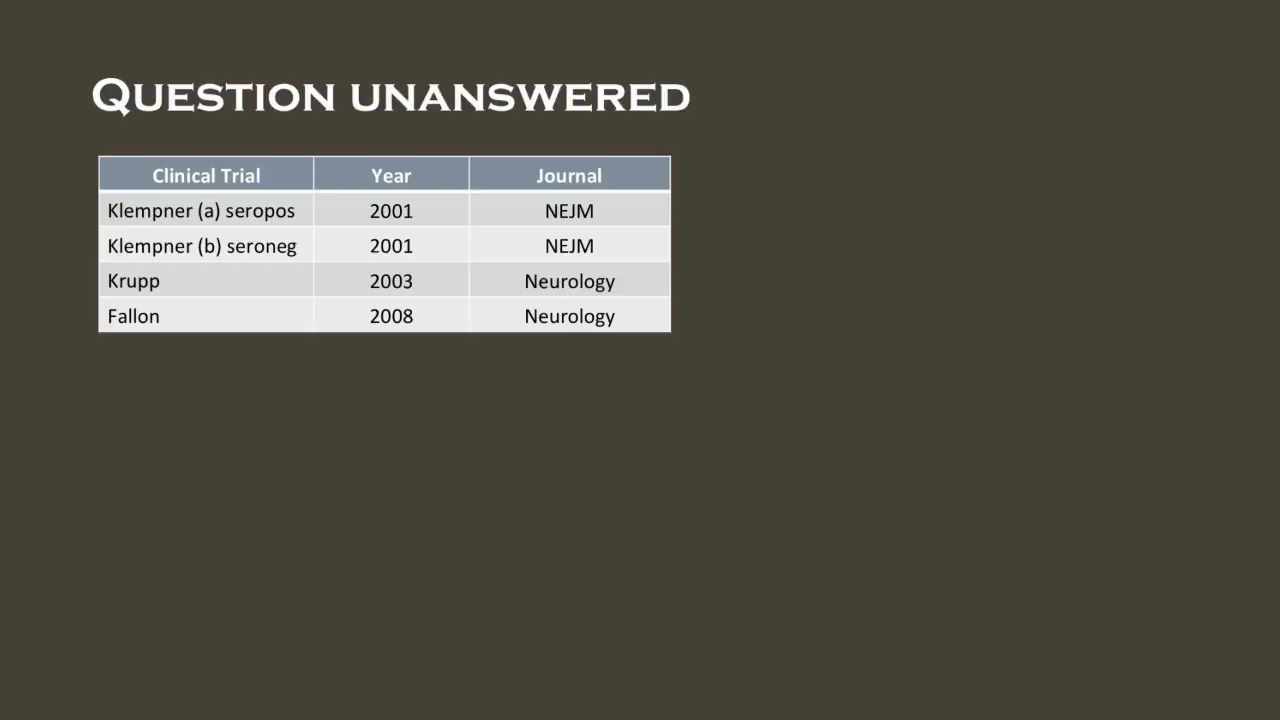 Question unanswered
Clinical Trial Year Journal
Klempner (a) seropos 2001 NEJM
Klempner (b) seroneg 2001 NEJM
Krupp 2003 Neurology
Fallon 2008 Neurology